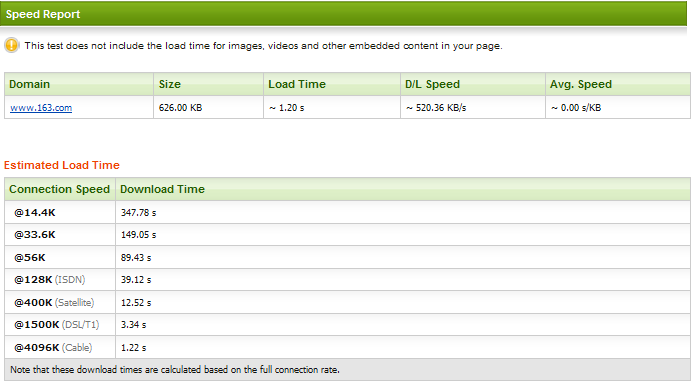 Speed Report
This test does not include the load time for images, videos and other embedded content in your page.
Domain Size Load Time D/L Speed Avg. Speed
www.163.com 626.00 KB ~ 1.20 s ~ 520.36 KB/s ~ 0.00 s/KB
Estimated Load Time
Connection Speed Download Time
@14.4K 347.78 s
@33.6K 149.05 s
@56K 89.43 s
@128K (ISDN) 39.12 s
@400K (Satellite) 12.52 s
@1500K (DSL/T1) 3.34 s
@4096K (Cable) 1.22 s
Note that these download times are calculated based on the full connection rate.